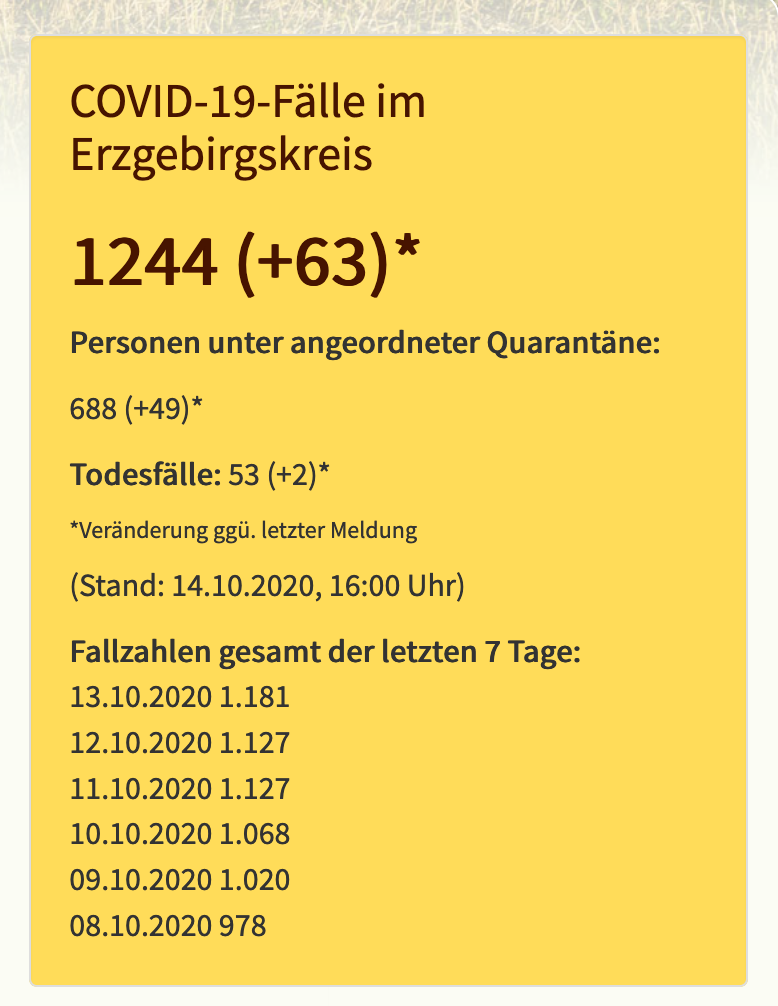 COVID-19-Fälle im
Erzgebirgskreis
1244 (+63)*
Personen unter angeordneter Quarantäne:
688 (+49)*
Todesfälle: 53 (+2)*
*Veränderung ggü. letzter Meldung
(Stand: 14.10.2020, 16:00 Uhr)
Fallzahlen gesamt der letzten 7 Tage:
13.10.2020 1.181
12.10.2020 1.127
11.10.2020 1.127
10.10.2020 1.068
09.10.2020 1.020
08.10.2020 978